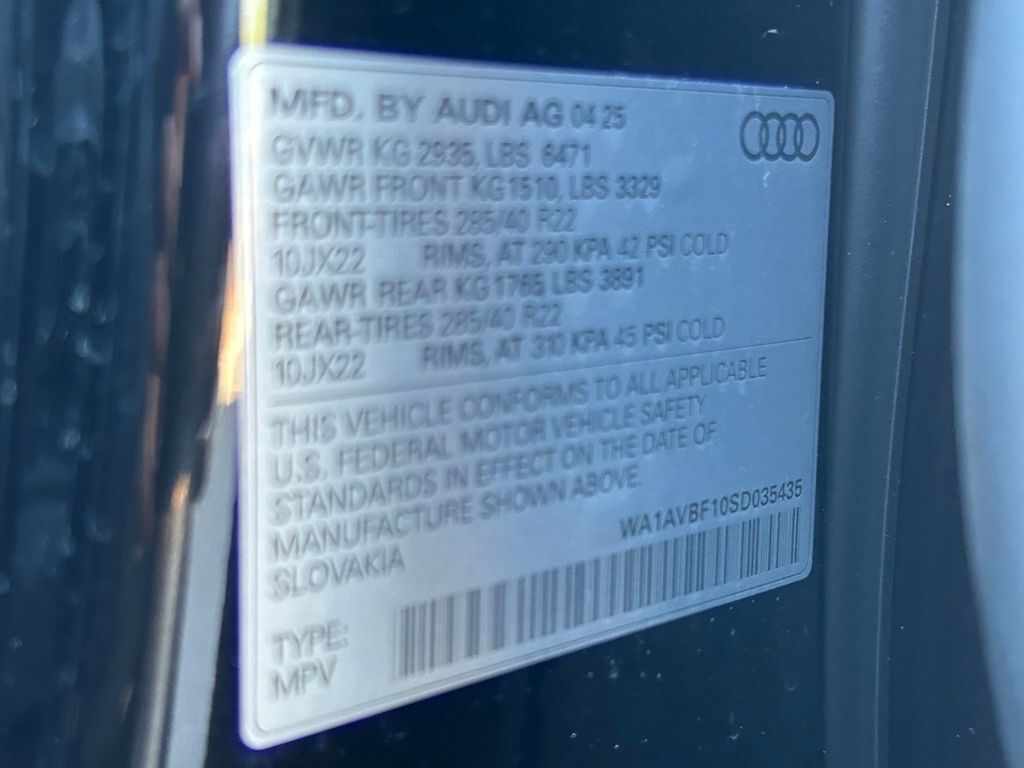 MFD. BY AUDI AG 04 25
GVWR KG 2935, LBS 6471
GAWR FRONT KG 1510, LBS 3329
FRONT-TIRES 285/40 R22
10JX22 RIMS, AT 290 KPA 42 PSI COLD
GAWR REAR KG 1765 LBS 3891
REAR-TIRES 285/40 R22
10JX22 RIMS, AT 310 KPA 45 PSI COLD
THIS VEHICLE CONFORMS TO ALL APPLICABLE
U.S. FEDERAL MOTOR VEHICLE SAFETY
STANDARDS IN EFFECT ON THE DATE OF
MANUFACTURE SHOWN ABOVE.
SLOVAKIA
WA1AVBF10SD035435
TYPE:
MPV